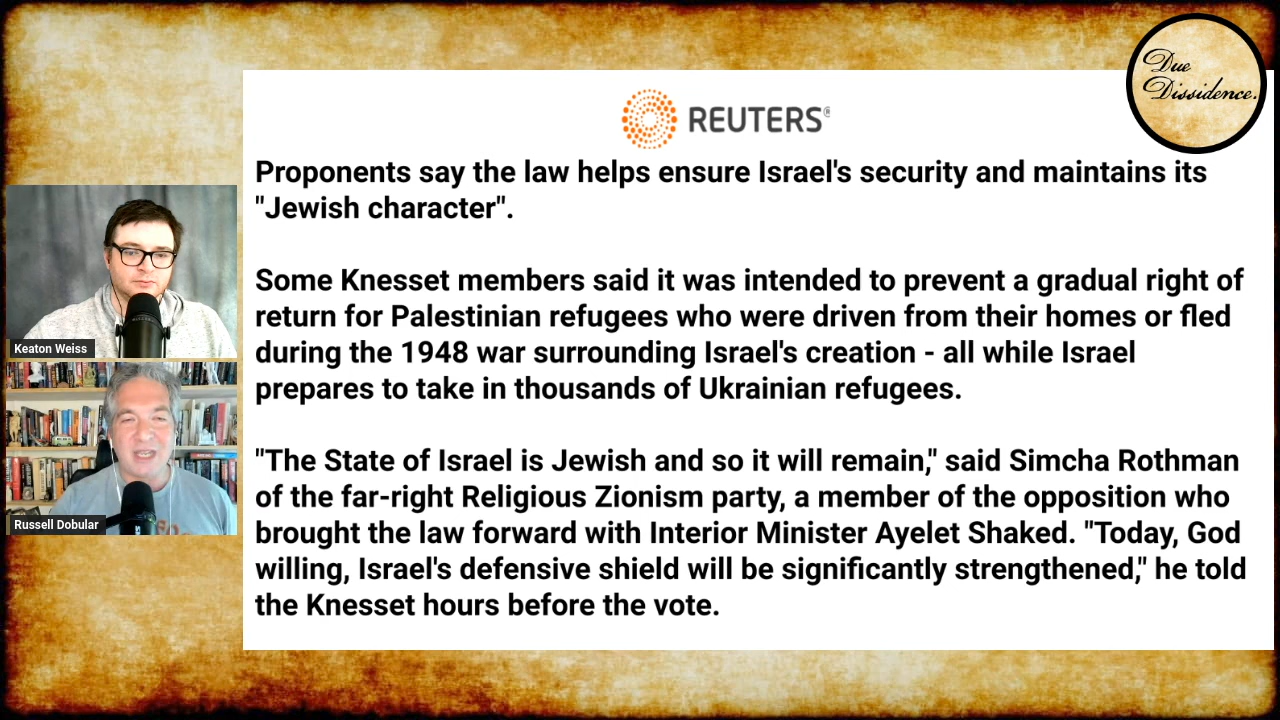 Due
Dissidence.
REUTERS®
Proponents say the law helps ensure Israel's security and maintains its
"Jewish character".
Some Knesset members said it was intended to prevent a gradual right of
return for Palestinian refugees who were driven from their homes or fled
during the 1948 war surrounding Israel's creation - all while Israel
prepares to take in thousands of Ukrainian refugees.
"The State of Israel is Jewish and so it will remain," said Simcha Rothman
of the far-right Religious Zionism party, a member of the opposition who
brought the law forward with Interior Minister Ayelet Shaked. "Today, God
willing, Israel's defensive shield will be significantly strengthened," he told
the Knesset hours before the vote.
Keaton Weiss
Russell Dobular